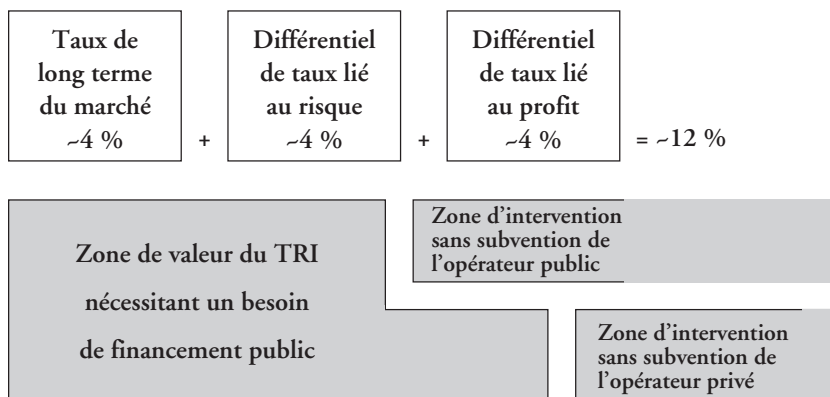 Taux de
long terme
du marché
~4 %
+
Différentiel
de taux lié
au risque
~4 %
+
Différentiel
de taux lié
au profit
~4 %
= ~12 %
Zone de valeur du TRI
nécessitant un besoin
de financement public
Zone d’intervention
sans subvention de
l’opérateur public
Zone d’intervention
sans subvention de
l’opérateur privé